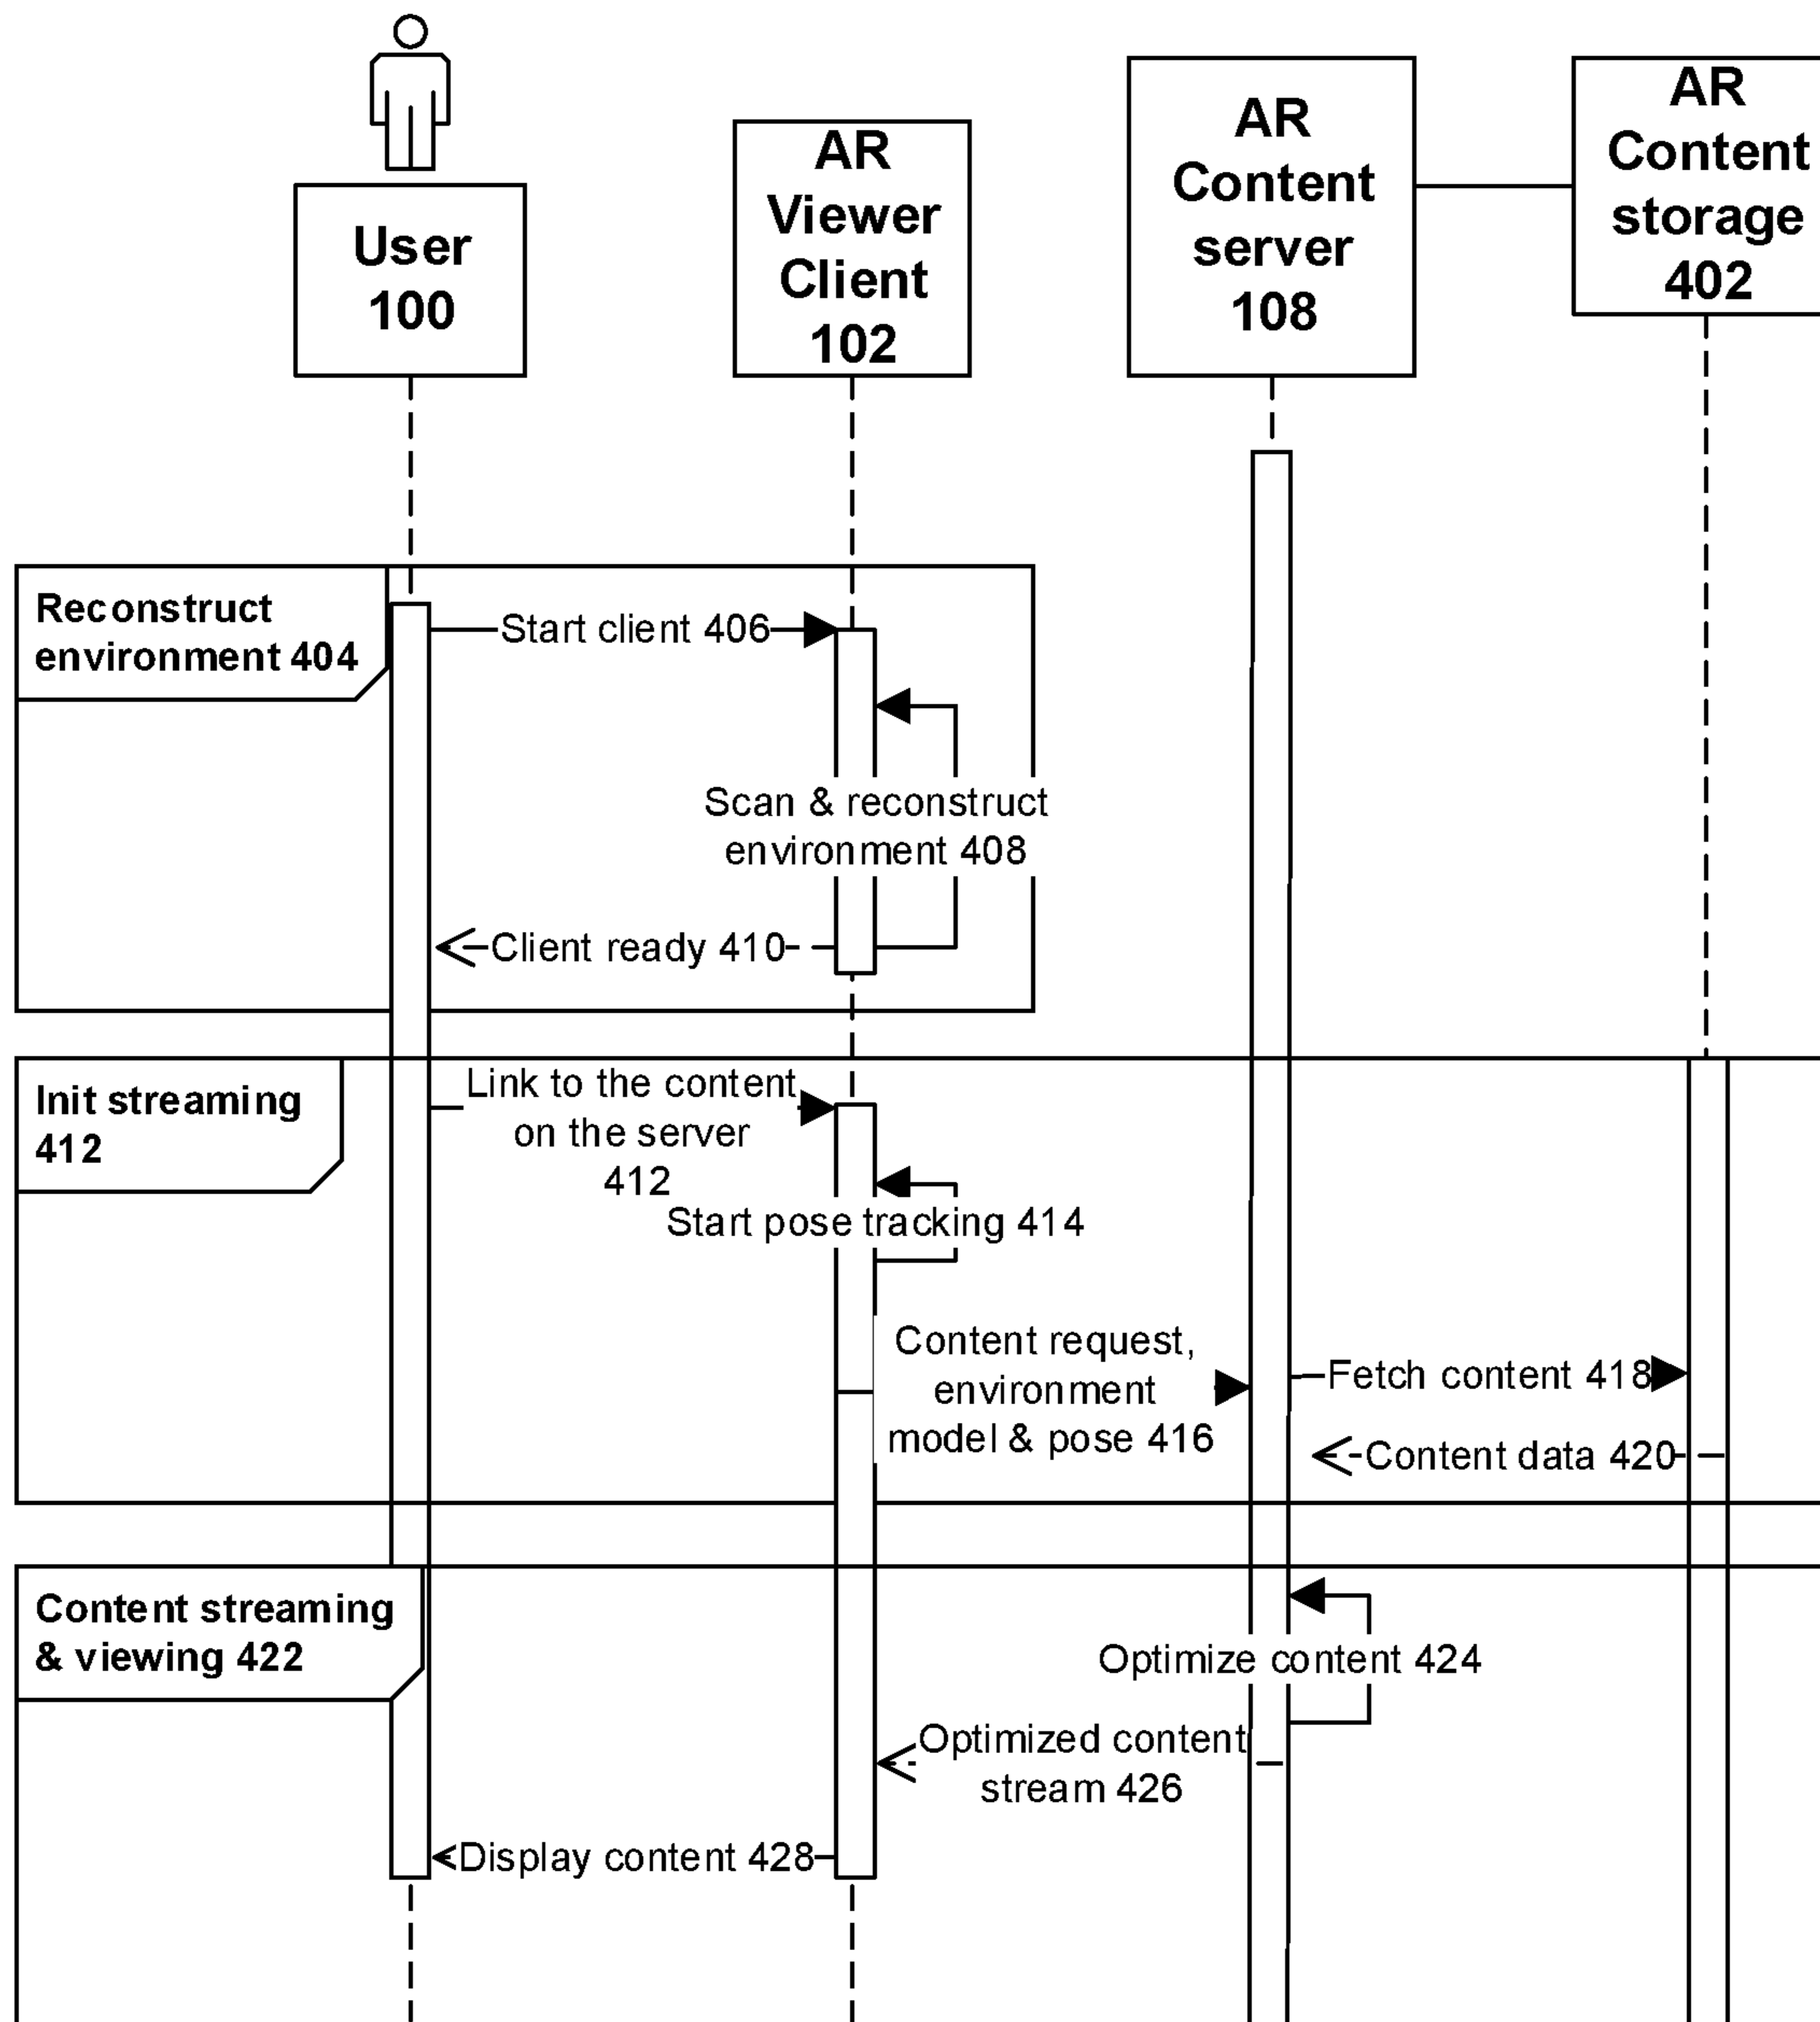 User
100
AR
Viewer
Client
102
AR
Content
server
108
AR
Content
storage
402
Reconstruct
environment 404
Start client 406
Scan & reconstruct
environment 408
Client ready 410
Init streaming
412
Link to the content
on the server
412
Start pose tracking 414
Content request,
environment
model & pose 416
Fetch content 418
Content data 420
Content streaming
& viewing 422
Optimize content 424
Optimized content
stream 426
Display content 428